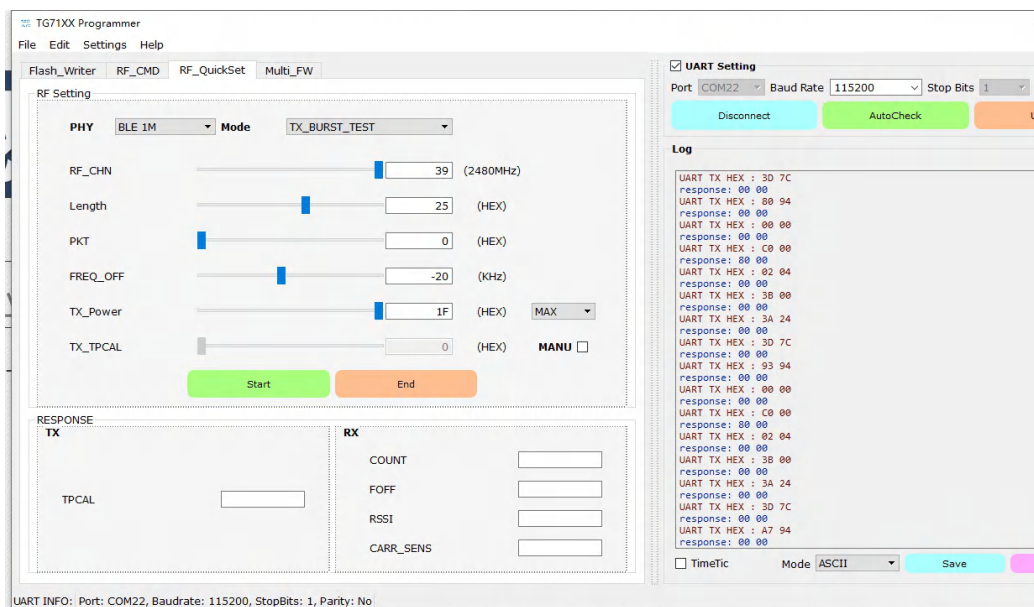 TG71XX Programmer
File Edit Settings Help
Flash_Writer RF_CMD RF_QuickSet Multi_FW
RF Setting
PHY BLE 1M Mode TX_BURST_TEST
RF_CHN 39 (2480MHz)
Length 25 (HEX)
PKT 0 (HEX)
FREQ_OFF -20 (KHz)
TX_Power 1F (HEX) MAX
TX_TPCAL 0 (HEX) MANU
Start End
RESPONSE
TX
TPCAL
RX
COUNT
FOFF
RSSI
CARR_SENS
UART Setting
Port COM22 Baud Rate 115200 Stop Bits 1
Disconnect AutoCheck
Log
UART TX HEX : 3D 7C
response: 00 00
UART TX HEX : 80 94
response: 00 00
UART TX HEX : 00 00
response: 00 00
UART TX HEX : C0 00
response: 80 00
UART TX HEX : 02 04
response: 00 00
UART TX HEX : 3B 00
response: 00 00
UART TX HEX : 3A 24
response: 00 00
UART TX HEX : 3D 7C
response: 00 00
UART TX HEX : 93 94
response: 00 00
UART TX HEX : 00 00
response: 00 00
UART TX HEX : C0 00
response: 80 00
UART TX HEX : 02 04
response: 00 00
UART TX HEX : 3B 00
response: 00 00
UART TX HEX : 3A 24
response: 00 00
UART TX HEX : 3D 7C
response: 00 00
UART TX HEX : A7 94
response: 00 00
TimeTic Mode ASCII Save
UART INFO: Port: COM22, Baudrate: 115200, StopBits: 1, Parity: No